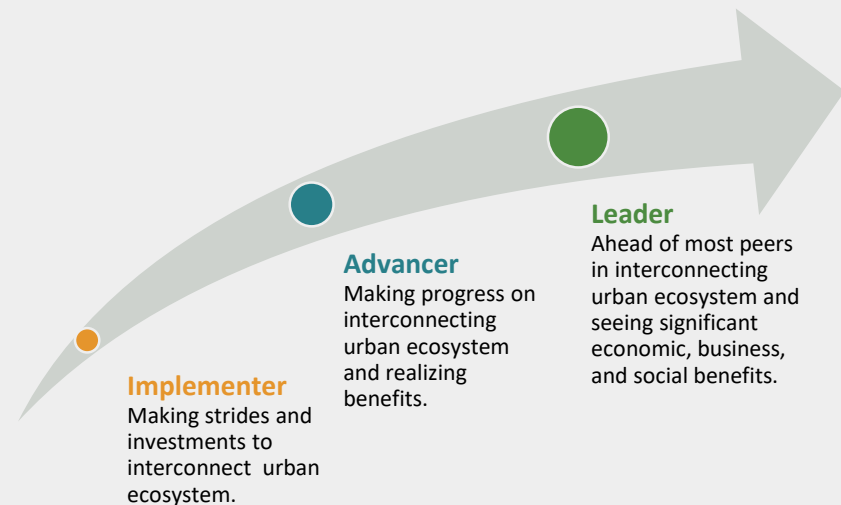 Implementer
Making strides and
investments to
interconnect  urban
ecosystem.
Advancer
Making progress on
interconnecting
urban ecosystem
and realizing
benefits.
Leader
Ahead of most peers
in interconnecting
urban ecosystem and
seeing significant
economic, business,
and social benefits.